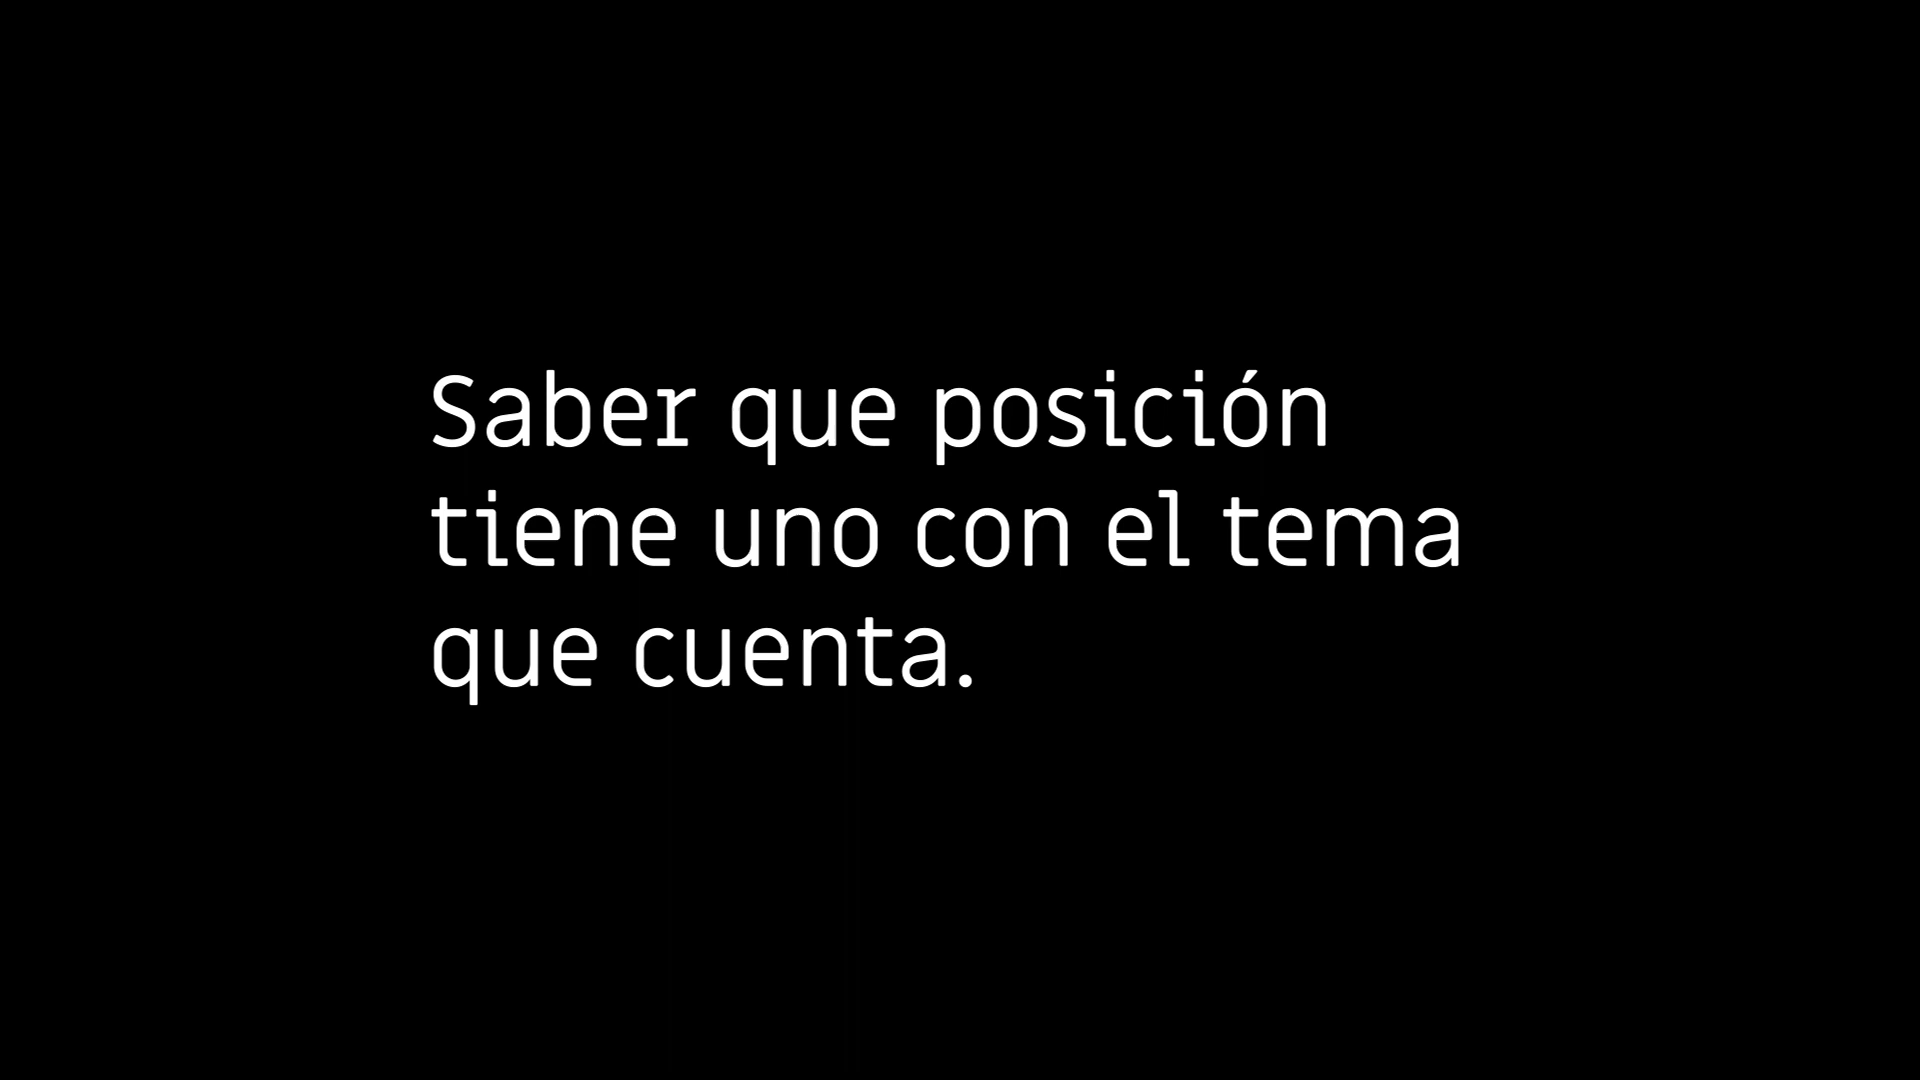 Saber que posición
tiene uno con el tema
que cuenta.